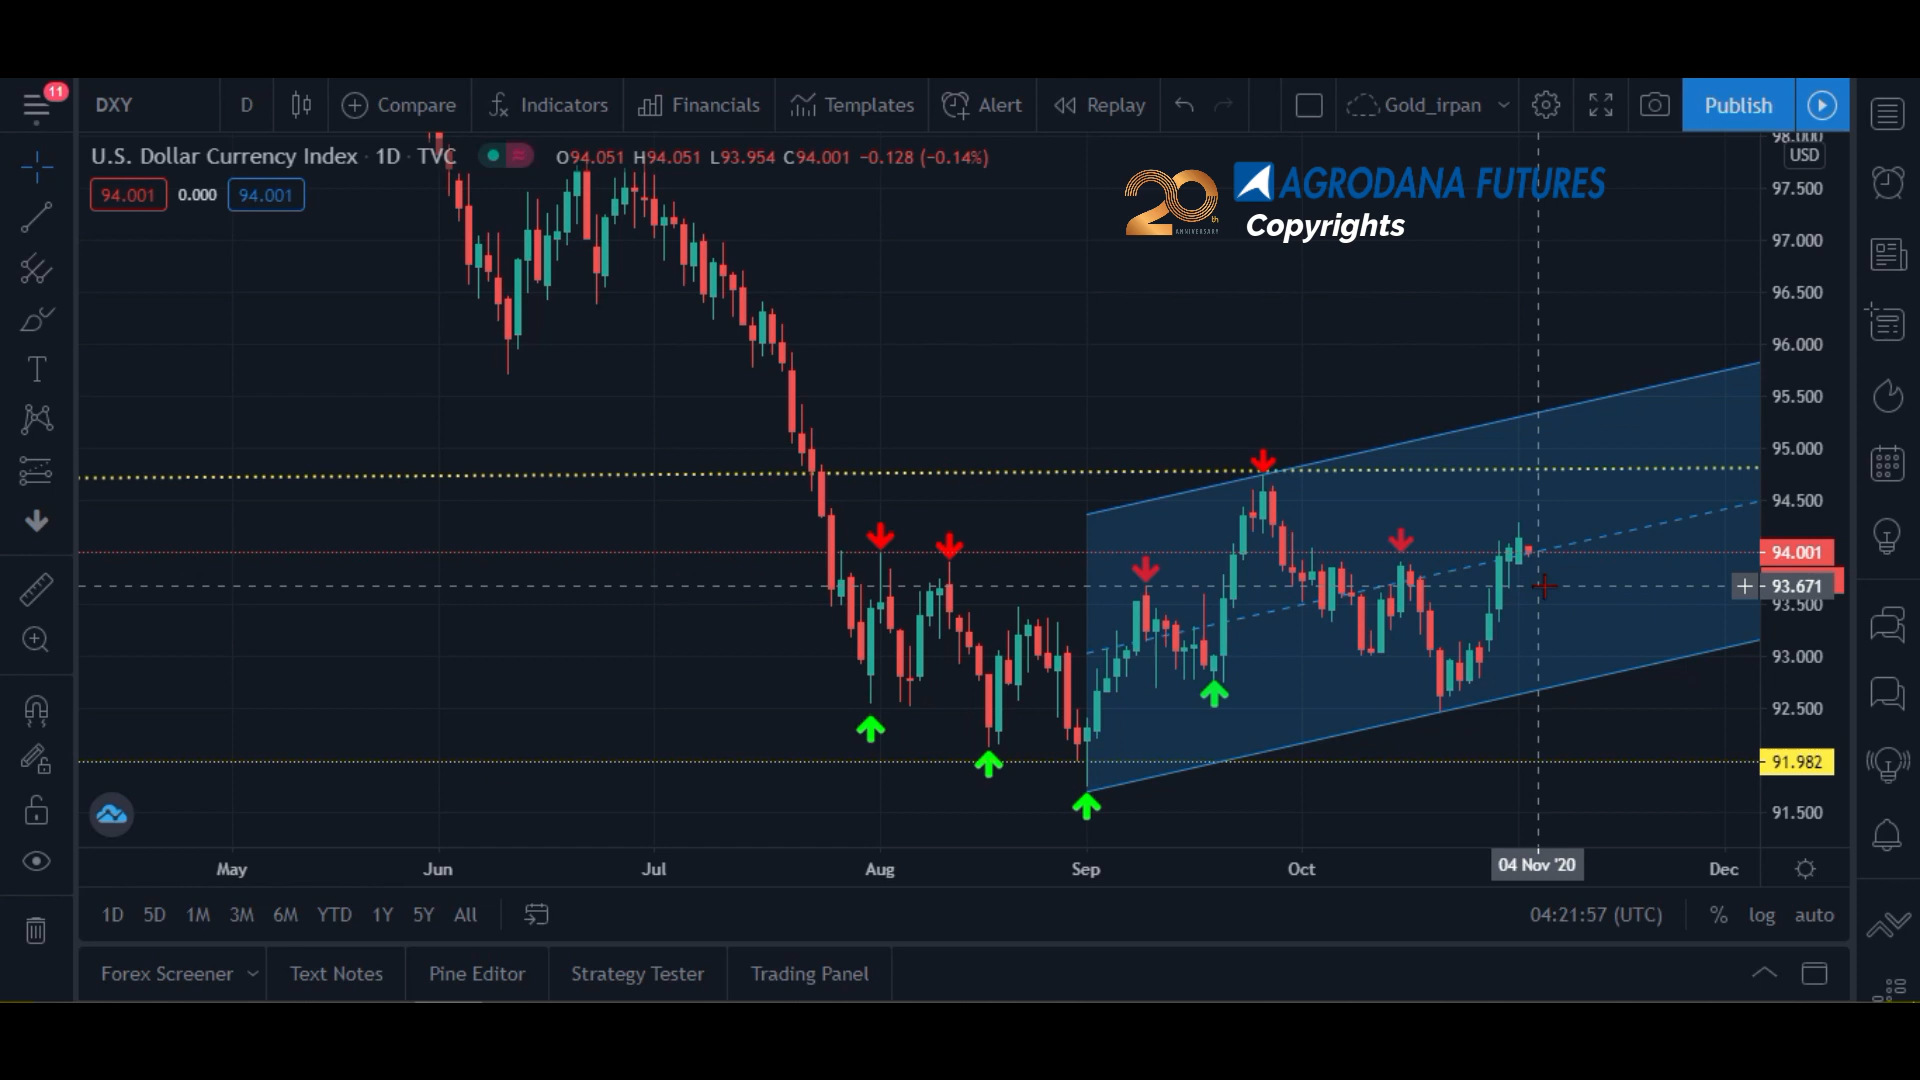 11
DXY
D
Compare
Indicators
Financials
Templates
Alert
Replay
Gold_irpan
Publish
U.S. Dollar Currency Index · 1D · TVC
O94.051 H94.051 L93.954 C94.001 −0.128 (−0.14%)
94.001 0.000 94.001
20th
ANNIVERSARY
AGRODANA FUTURES
Copyrights
98.000
USD
97.500
97.000
96.500
96.000
95.500
95.000
94.500
94.001
93.671
93.500
93.000
92.500
91.982
91.500
May Jun Jul Aug Sep Oct 04 Nov '20 Dec
1D 5D 1M 3M 6M YTD 1Y 5Y All
04:21:57 (UTC) % log auto
Forex Screener
Text Notes
Pine Editor
Strategy Tester
Trading Panel